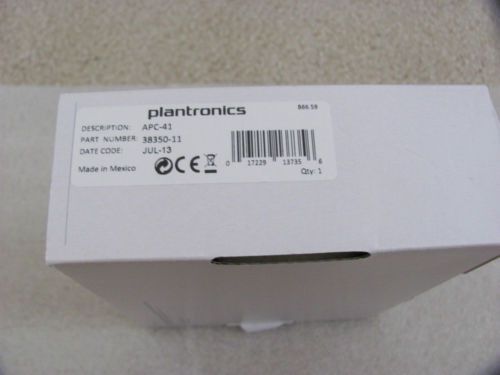 plantronics
B66.59
DESCRIPTION: APC-41
PART NUMBER: 38350-11
DATE CODE: JUL-13
Made in Mexico
CE
0 17229 13735 6
Qty: 1